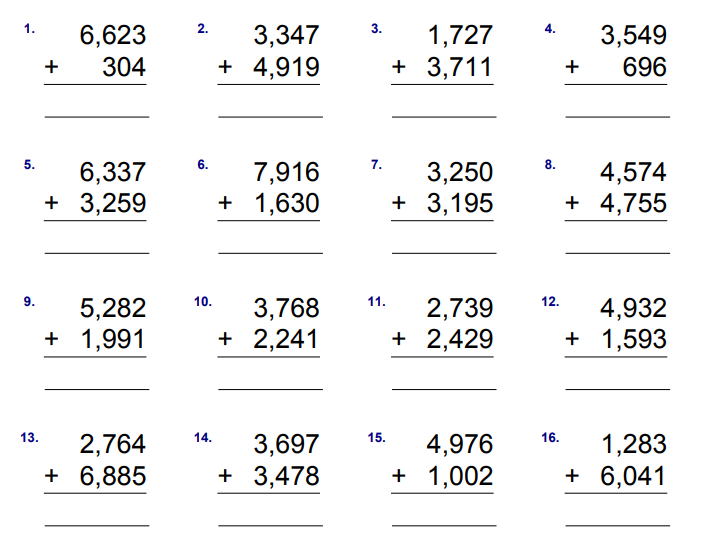 1. 6,623 2. 3,347 3. 1,727 4. 3,549
+ 304 + 4,919 + 3,711 + 696
5. 6,337 6. 7,916 7. 3,250 8. 4,574
+ 3,259 + 1,630 + 3,195 + 4,755
9. 5,282 10. 3,768 11. 2,739 12. 4,932
+ 1,991 + 2,241 + 2,429 + 1,593
13. 2,764 14. 3,697 15. 4,976 16. 1,283
+ 6,885 + 3,478 + 1,002 + 6,041